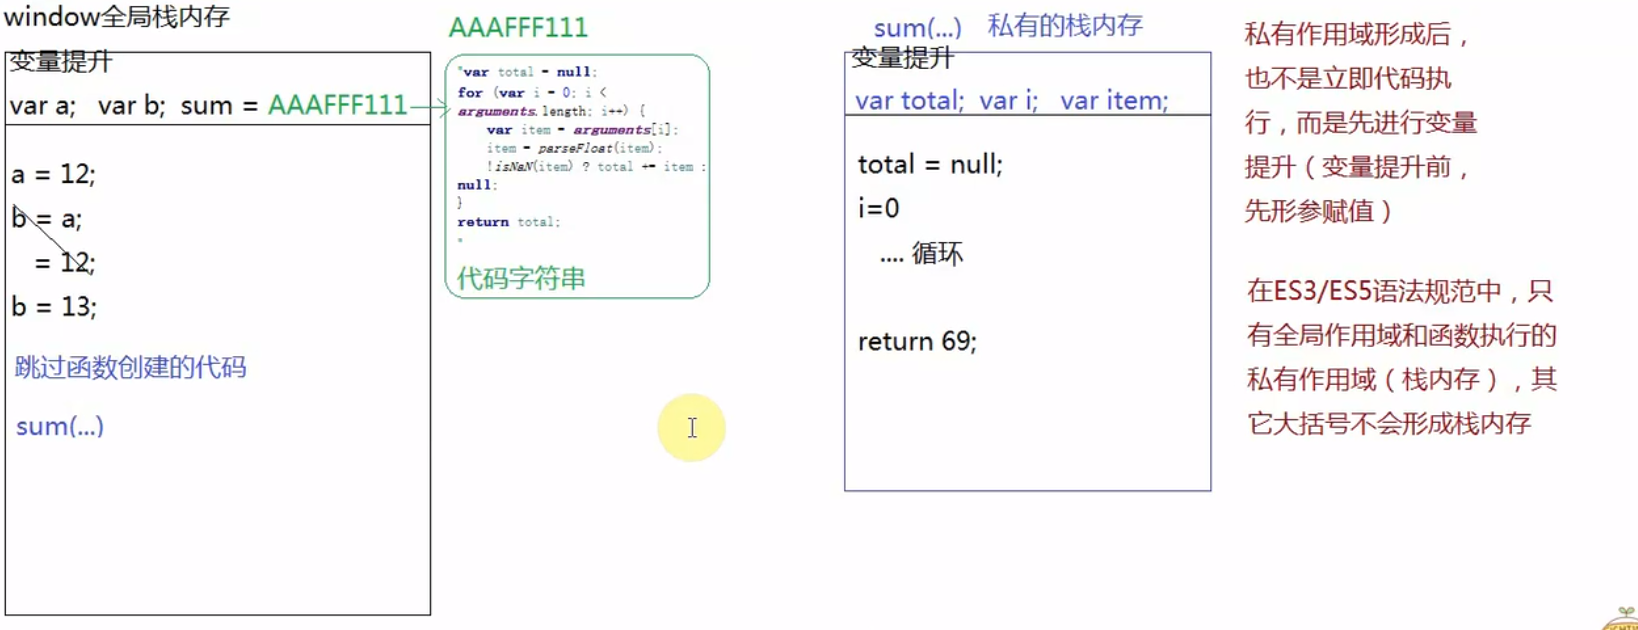 window全局栈内存
变量提升
var a; var b; sum = AAAFFF111
a = 12;
b = a;
= 12;
b = 13;
跳过函数创建的代码
sum(...)
AAAFFF111
"var total = null;
for (var i = 0; i <
arguments.length; i++) {
var item = arguments[i];
item = parseFloat(item);
!isNaN(item) ? total += item :
null;
}
return total;
"
代码字符串
sum(...) 私有的栈内存
变量提升
var total; var i; var item;
total = null;
i=0
.... 循环
return 69;
私有作用域形成后，
也不是立即代码执
行，而是先进行变量
提升（变量提升前，
先形参赋值）
在ES3/ES5语法规范中，只
有全局作用域和函数执行的
私有作用域（栈内存），其
它大括号不会形成栈内存